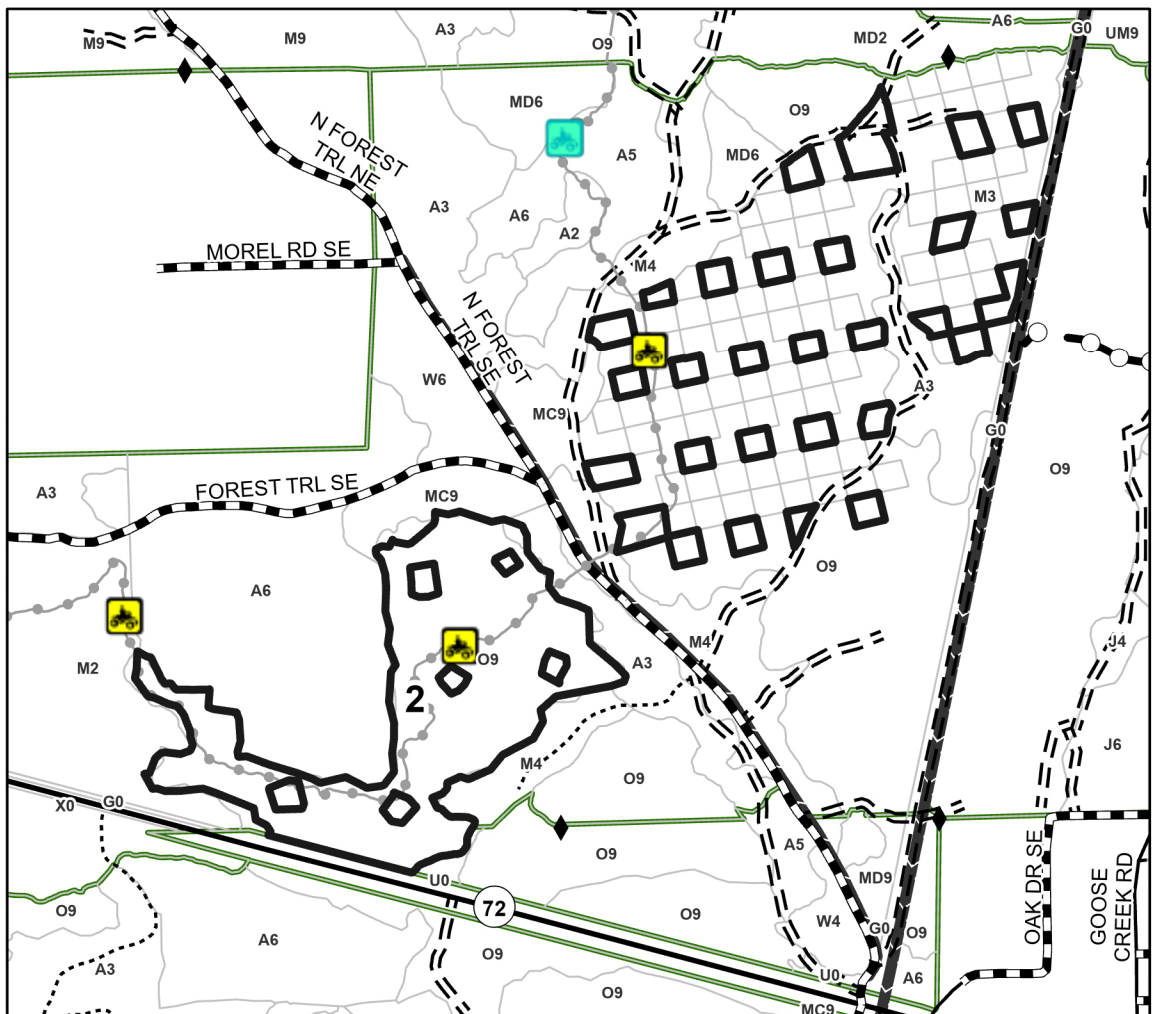 A6
G0
A3
M9
M9
O9
MD2
UM9
MD6
O9
N FOREST
TRL NE
A5
MD6
M3
A3
A6
A2
MOREL RD SE
M4
N FOREST
TRL SE
W6
A3
MC9
G0
O9
A3
FOREST TRL SE
MC9
A6
O9
M4
J4
O9
A3
M2
2
J6
M4
O9
X0
G0
A5
O9
MD9
U0
OAK DR SE
GOOSE
CREEK RD
72
O9
O9
W4
G0
O9
A6
O9
A3
U0
A6
O9
MC9